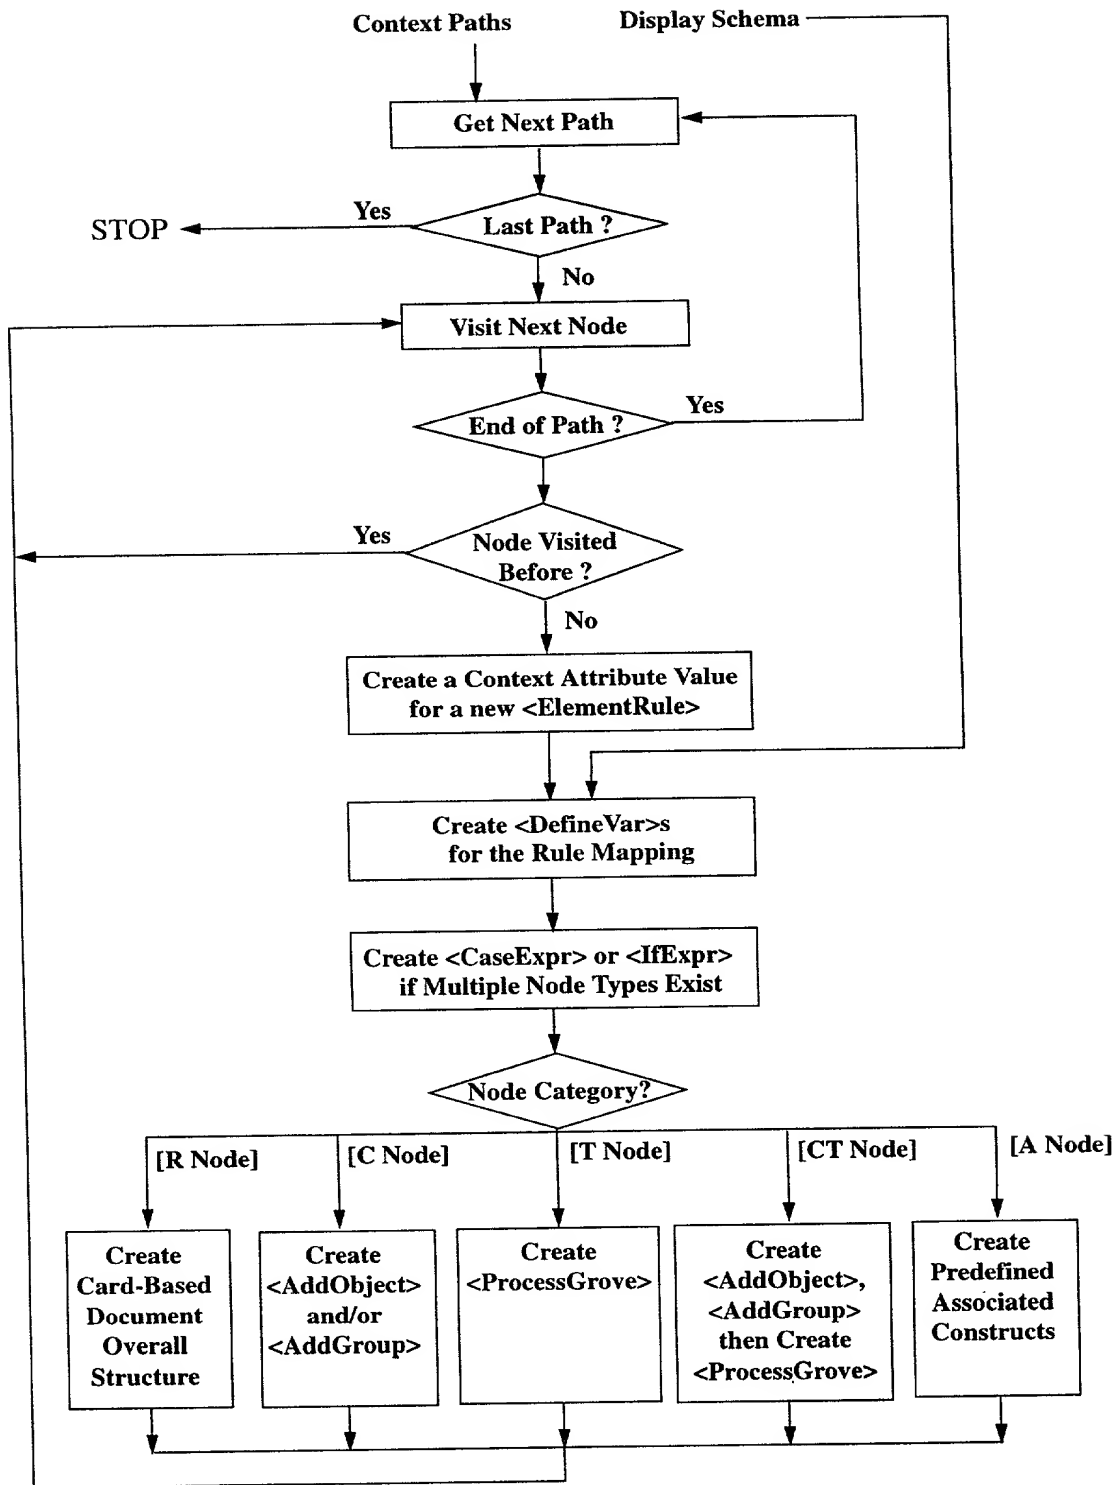 Context Paths
Display Schema
Get Next Path
Yes
STOP
Last Path ?
No
Visit Next Node
End of Path ?
Yes
Yes
Node Visited
Before ?
No
Create a Context Attribute Value
for a new <ElementRule>
Create <DefineVar>s
for the Rule Mapping
Create <CaseExpr> or <IfExpr>
if Multiple Node Types Exist
Node Category?
[R Node]
[C Node]
[T Node]
[CT Node]
[A Node]
Create
Card-Based
Document
Overall
Structure
Create
<AddObject>
and/or
<AddGroup>
Create
<ProcessGrove>
Create
<AddObject>,
<AddGroup>
then Create
<ProcessGrove>
Create
Predefined
Associated
Constructs